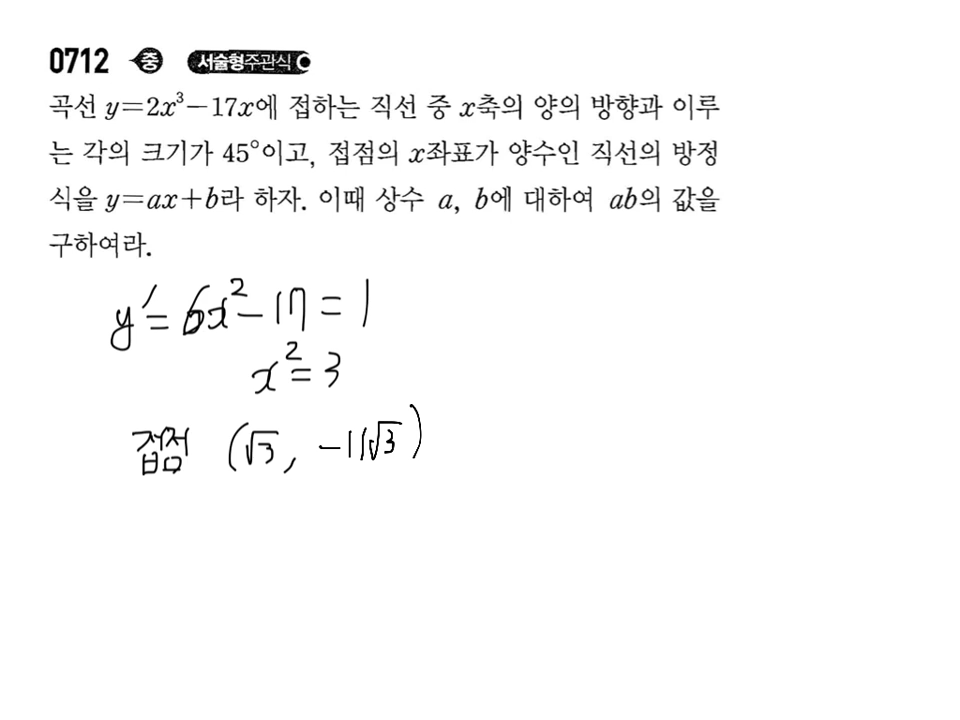 0712 중 서술형주관식
곡선 y=2x³-17x에 접하는 직선 중 x축의 양의 방향과 이루
는 각의 크기가 45°이고, 접점의 x좌표가 양수인 직선의 방정
식을 y=ax+b라 하자. 이때 상수 a, b에 대하여 ab의 값을
구하여라.
y′=6x²-17=1
x²=3
접점 (√3, -11√3)